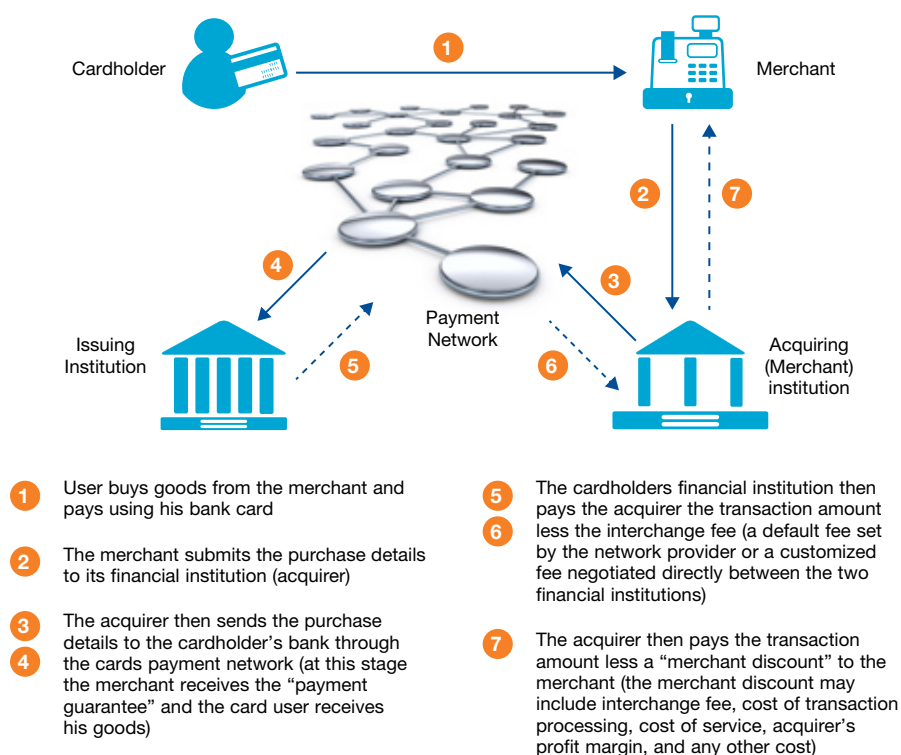 1
Cardholder
Merchant
2
7
4
3
Payment
Network
Issuing
Institution
5
6
Acquiring
(Merchant)
institution
1
User buys goods from the merchant and
pays using his bank card
2
The merchant submits the purchase details
to its financial institution (acquirer)
3
4
The acquirer then sends the purchase
details to the cardholder's bank through
the cards payment network (at this stage
the merchant receives the “payment
guarantee” and the card user receives
his goods)
5
6
The cardholders financial institution then
pays the acquirer the transaction amount
less the interchange fee (a default fee set
by the network provider or a customized
fee negotiated directly between the two
financial institutions)
7
The acquirer then pays the transaction
amount less a “merchant discount” to the
merchant (the merchant discount may
include interchange fee, cost of transaction
processing, cost of service, acquirer's
profit margin, and any other cost)